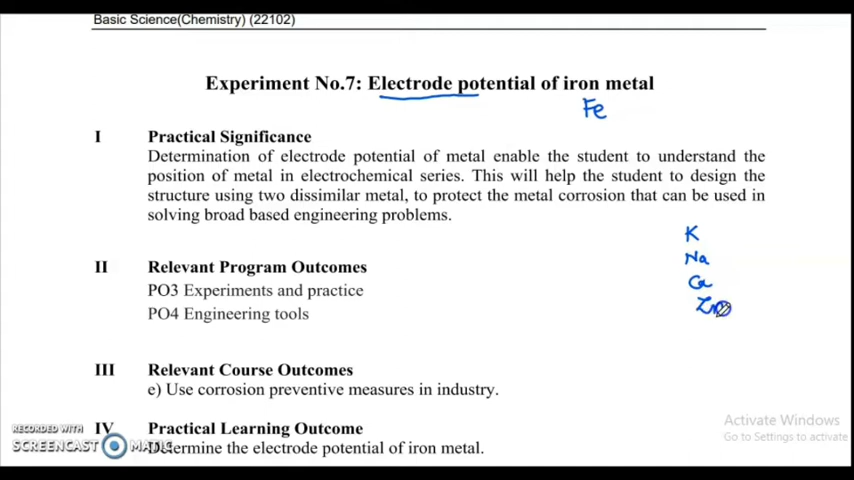 Basic Science(Chemistry) (22102)
Experiment No.7: Electrode potential of iron metal
Fe
I Practical Significance
Determination of electrode potential of metal enable the student to understand the
position of metal in electrochemical series. This will help the student to design the
structure using two dissimilar metal, to protect the metal corrosion that can be used in
solving broad based engineering problems.
K
Na
Ca
Zn
II Relevant Program Outcomes
PO3 Experiments and practice
PO4 Engineering tools
III Relevant Course Outcomes
e) Use corrosion preventive measures in industry.
IV Practical Learning Outcome
Determine the electrode potential of iron metal.
RECORDED WITH
SCREENCAST MATIC
Activate Windows
Go to Settings to activate